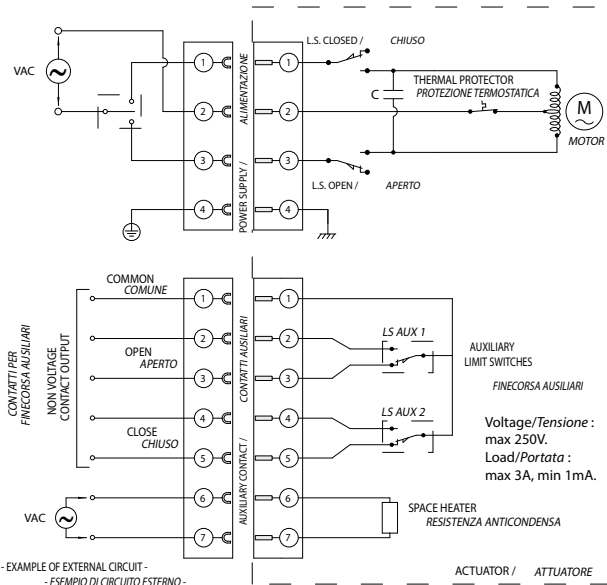 L.S. CLOSED / CHIUSO
VAC
1
1
THERMAL PROTECTOR
PROTEZIONE TERMOSTATICA
C
ALIMENTAZIONE
POWER SUPPLY /
2
2
M
MOTOR
3
3
L.S. OPEN / APERTO
4
4
COMMON
COMUNE
1
1
CONTATTI PER
FINECORSA AUSILIARI
NON VOLTAGE
CONTACT OUTPUT
CONTATTI AUSILIARI
AUXILIARY CONTACT /
OPEN
APERTO
2
2
LS AUX 1
3
3
AUXILIARY
LIMIT SWITCHES
FINECORSA AUSILIARI
4
4
LS AUX 2
CLOSE
CHIUSO
5
5
Voltage/Tensione :
max 250V.
Load/Portata :
max 3A, min 1mA.
6
6
SPACE HEATER
RESISTENZA ANTICONDENSA
VAC
7
7
- EXAMPLE OF EXTERNAL CIRCUIT -
- ESEMPIO DI CIRCUITO ESTERNO -
ACTUATOR / ATTUATORE